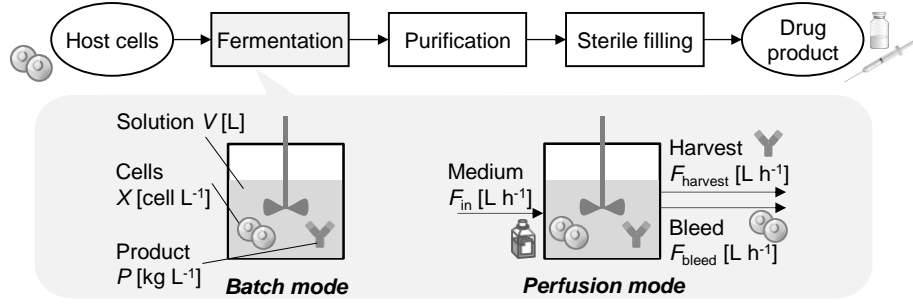 Host cells
Fermentation
Purification
Sterile filling
Drug
product
Solution V [L]
Cells
X [cell L⁻¹]
Product
P [kg L⁻¹]
Batch mode
Medium
F_in [L h⁻¹]
Harvest
F_harvest [L h⁻¹]
Bleed
F_bleed [L h⁻¹]
Perfusion mode